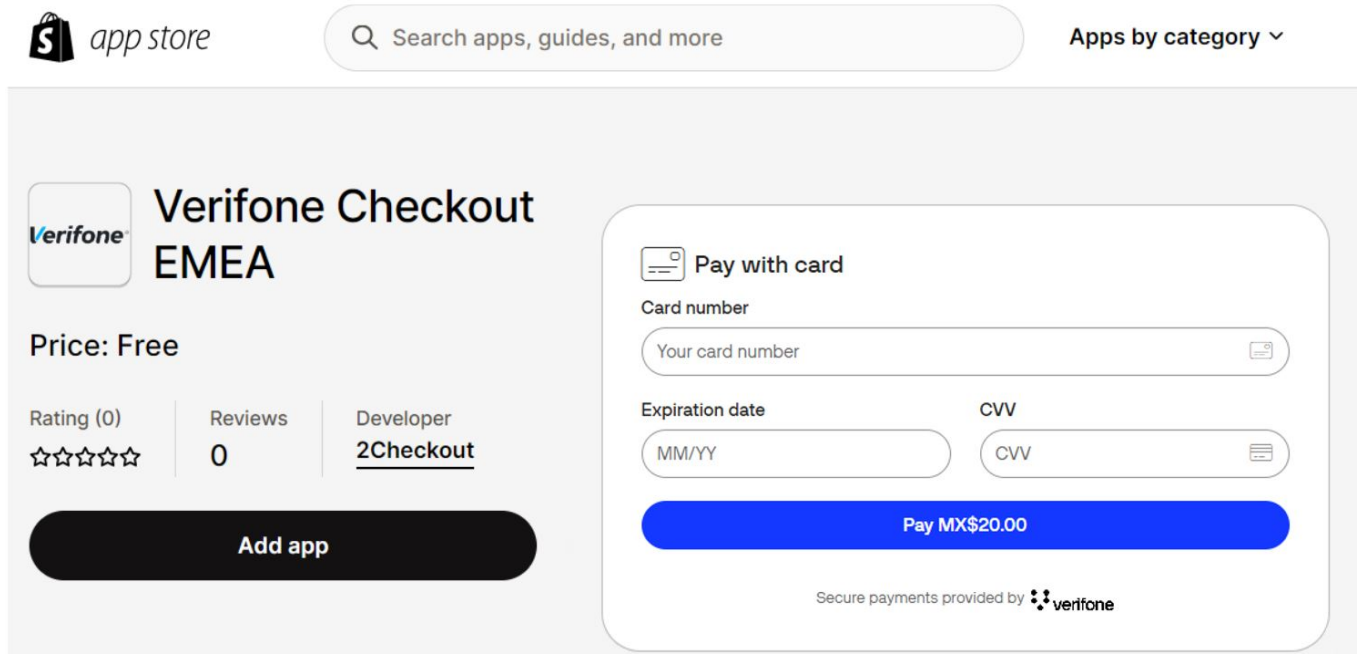 app store
Search apps, guides, and more
Apps by category
Verifone
Verifone Checkout
EMEA
Price: Free
Rating (0)
Reviews
0
Developer
2Checkout
Add app
Pay with card
Card number
Your card number
Expiration date
MM/YY
CVV
CVV
Pay MX$20.00
Secure payments provided by verifone